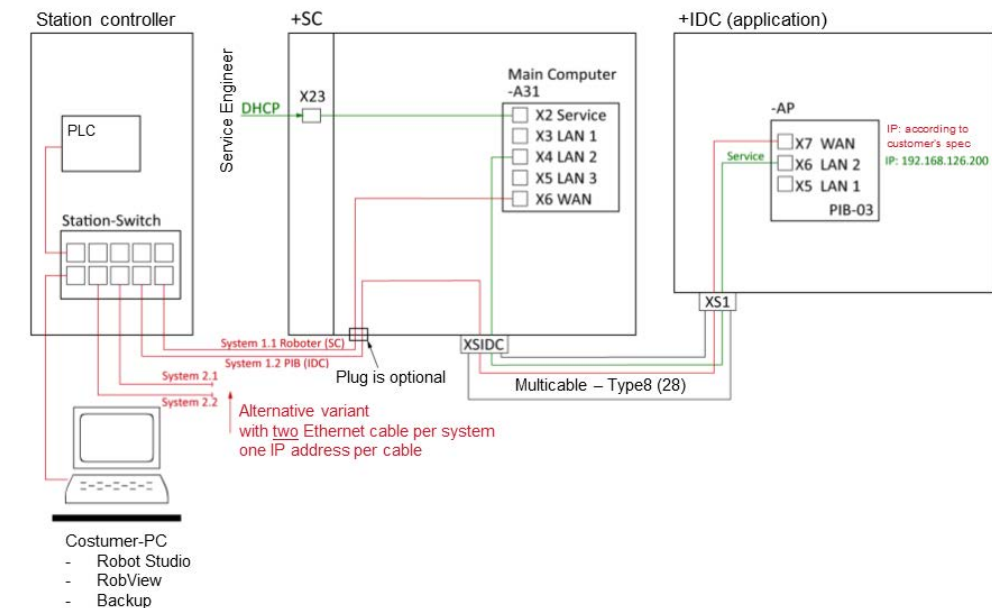 Station controller
+SC
+IDC (application)
Service Engineer
DHCP
X23
Main Computer
-A31
X2 Service
X3 LAN 1
X4 LAN 2
X5 LAN 3
X6 WAN
PLC
Station-Switch
-AP
X7 WAN
X6 LAN 2
X5 LAN 1
PIB-03
Service
IP: according to
customer's spec
IP: 192.168.126.200
XS1
XSIDC
System 1.1 Roboter (SC)
System 1.2 PIB (IDC)
System 2.1
System 2.2
Plug is optional
Multicable – Type8 (28)
Alternative variant
with two Ethernet cable per system
one IP address per cable
Costumer-PC
- Robot Studio
- RobView
- Backup